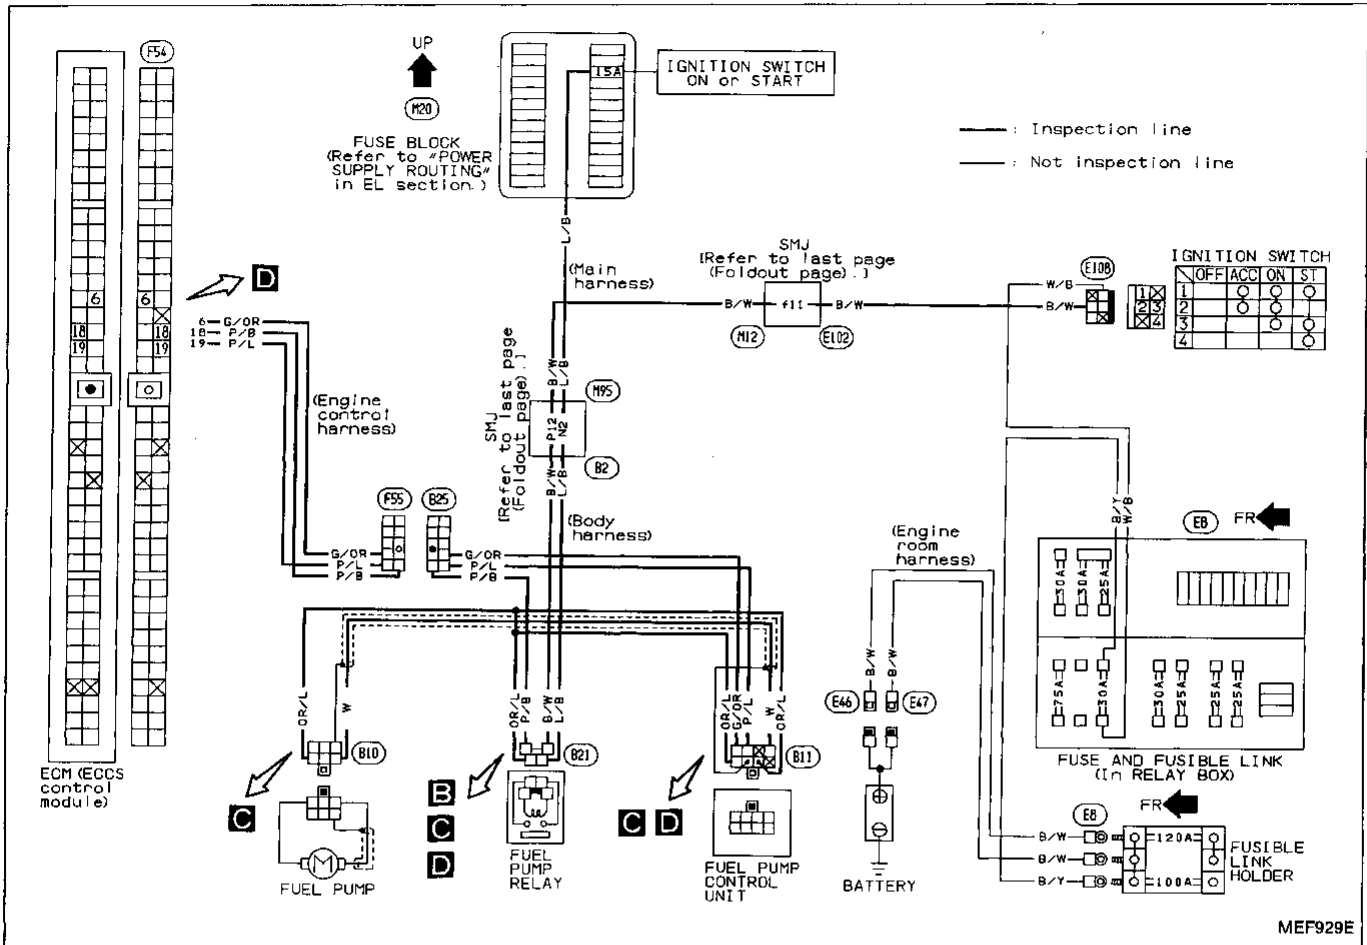 F54
UP
M20
FUSE BLOCK
(Refer to "POWER
SUPPLY ROUTING"
in EL section.)
15A
IGNITION SWITCH
ON or START
: Inspection line
: Not inspection line
6 6
18 18
19 19
D
6 G/OR
18 P/B
19 P/L
(Engine
control
harness)
ECM (ECCS
control
module)
L/B
(Main
harness)
SMJ
[Refer to last page
(Foldout page).]
B/W f11 B/W
M12 E102
E108
W/B
B/W
1
2 3
4
IGNITION SWITCH
OFF ACC ON ST
1
2
3
4
SMJ
[Refer to last page
(Foldout page).]
B/W L/B
M95
P12 N2
B2
B/W L/B
(Body
harness)
F55 B25
G/OR G/OR
P/L P/L
P/B P/B
(Engine
room
harness)
B/Y W/B
E8 FR
30A 30A 25A
75A 30A 30A 25A 25A 25A
FUSE AND FUSIBLE LINK
(In RELAY BOX)
OR/L W
B10
C
FUEL PUMP
M
OR/L P/B B/W L/B
B21
B
C
D
FUEL
PUMP
RELAY
OR/L G/OR P/L W OR/L
B11
C D
FUEL PUMP
CONTROL
UNIT
B/W B/W
E46 E47
BATTERY
FR
E8
B/W 120A
B/W
B/Y 100A
FUSIBLE
LINK
HOLDER
MEF929E